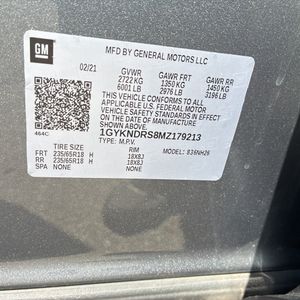 GM
MFD BY GENERAL MOTORS LLC
02/21 GVWR GAWR FRT GAWR RR
2722 KG 1350 KG 1450 KG
6001 LB 2976 LB 3196 LB
THIS VEHICLE CONFORMS TO ALL
APPLICABLE U.S. FEDERAL MOTOR
VEHICLE SAFETY STANDARDS IN EFFECT
ON THE DATE OF MANUFACTURE
SHOWN ABOVE.
1GYKNDRS8MZ179213
464C TYPE: M.P.V. MODEL: 836NH26
TIRE SIZE RIM
FRT 235/65R18 H 18X8J
RR 235/65R18 H 18X8J
SPA NONE NONE